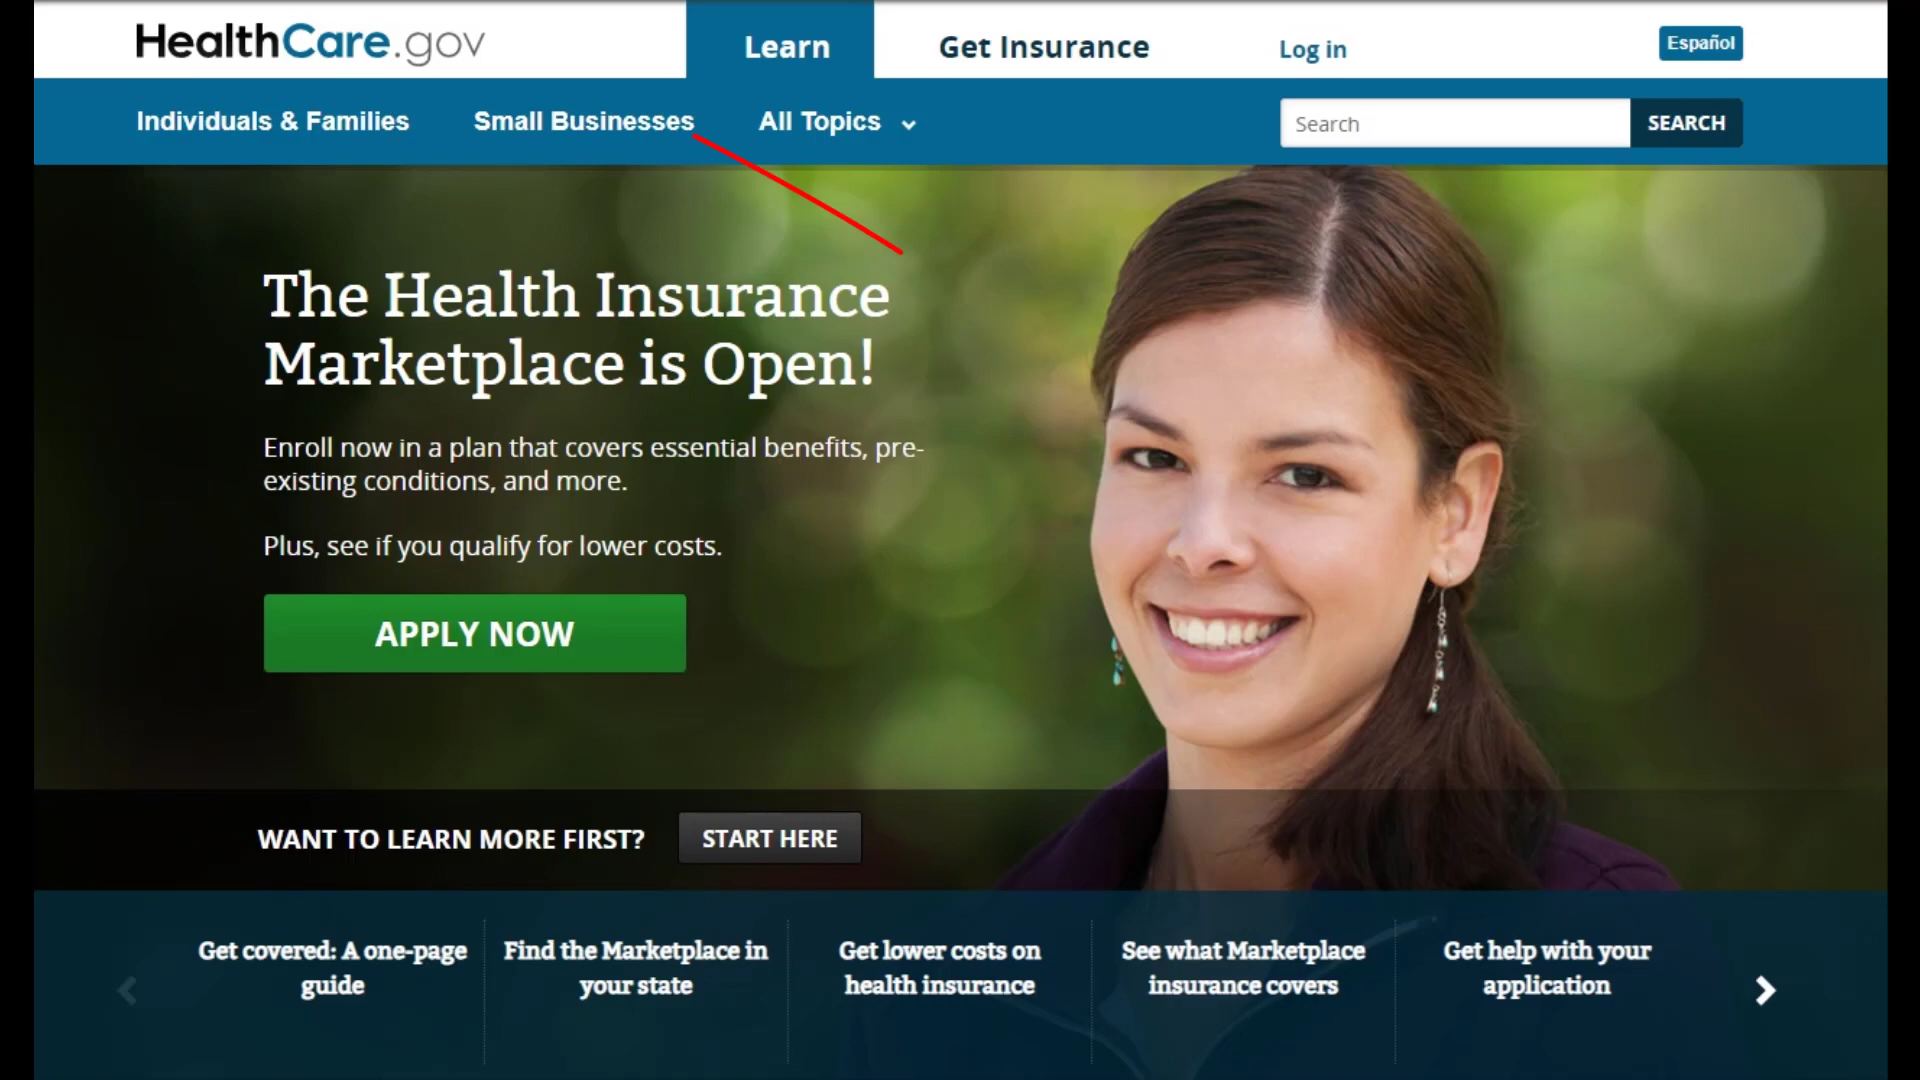 HealthCare.gov
Learn
Get Insurance
Log in
Español
Individuals & Families
Small Businesses
All Topics
Search
SEARCH
The Health Insurance
Marketplace is Open!
Enroll now in a plan that covers essential benefits, pre-
existing conditions, and more.
Plus, see if you qualify for lower costs.
APPLY NOW
WANT TO LEARN MORE FIRST?
START HERE
Get covered: A one-page
guide
Find the Marketplace in
your state
Get lower costs on
health insurance
See what Marketplace
insurance covers
Get help with your
application